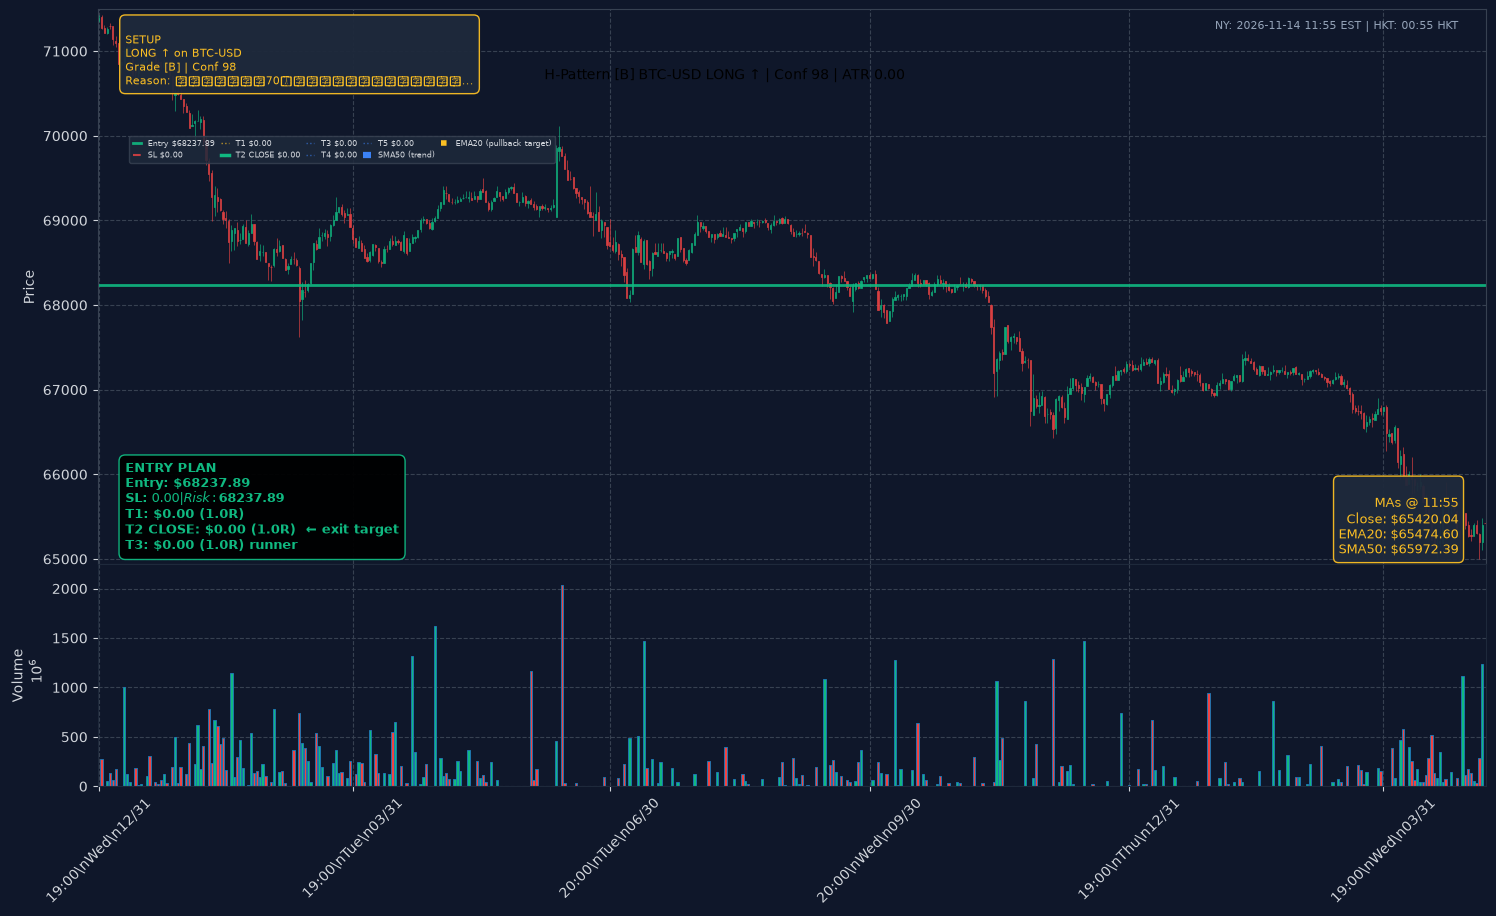 NY: 2026-11-14 11:55 EST | HKT: 00:55 HKT
SETUP
LONG ↑ on BTC-USD
Grade [B] | Conf 98
Reason: 70 ...
H-Pattern [B] BTC-USD LONG ↑ | Conf 98 | ATR 0.00
Entry $68237.89 T1 $0.00 T3 $0.00 T5 $0.00 EMA20 (pullback target)
SL $0.00 T2 CLOSE $0.00 T4 $0.00 SMA50 (trend)
71000
70000
69000
68000
67000
66000
65000
Price
ENTRY PLAN
Entry: $68237.89
SL: 0.00|Risk:68237.89
T1: $0.00 (1.0R)
T2 CLOSE: $0.00 (1.0R) ← exit target
T3: $0.00 (1.0R) runner
MAs @ 11:55
Close: $65420.04
EMA20: $65474.60
SMA50: $65972.39
2000
1500
1000
500
0
Volume
10⁶
19:00\nWed\n12/31
19:00\nTue\n03/31
20:00\nTue\n06/30
20:00\nWed\n09/30
19:00\nThu\n12/31
19:00\nWed\n03/31